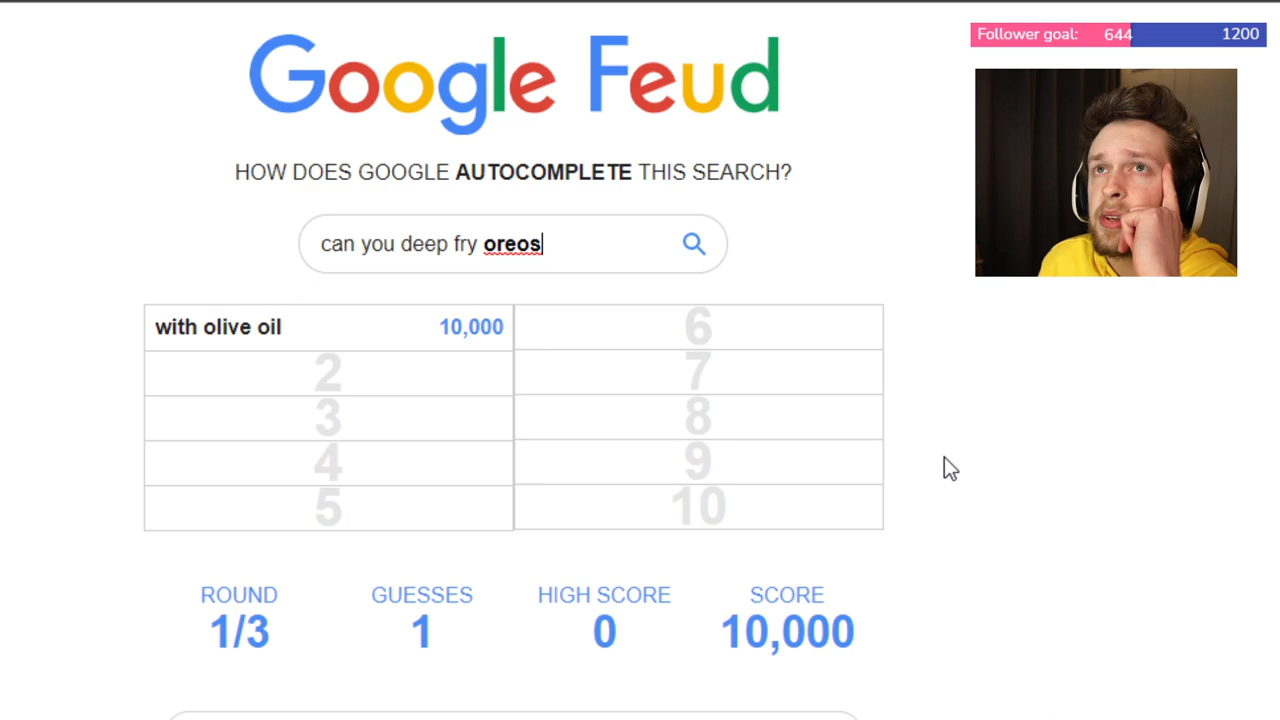 Follower goal: 644 1200
Google Feud
HOW DOES GOOGLE AUTOCOMPLETE THIS SEARCH?
can you deep fry oreos
with olive oil 10,000 6
2 7
3 8
4 9
5 10
ROUND GUESSES HIGH SCORE SCORE
1/3 1 0 10,000